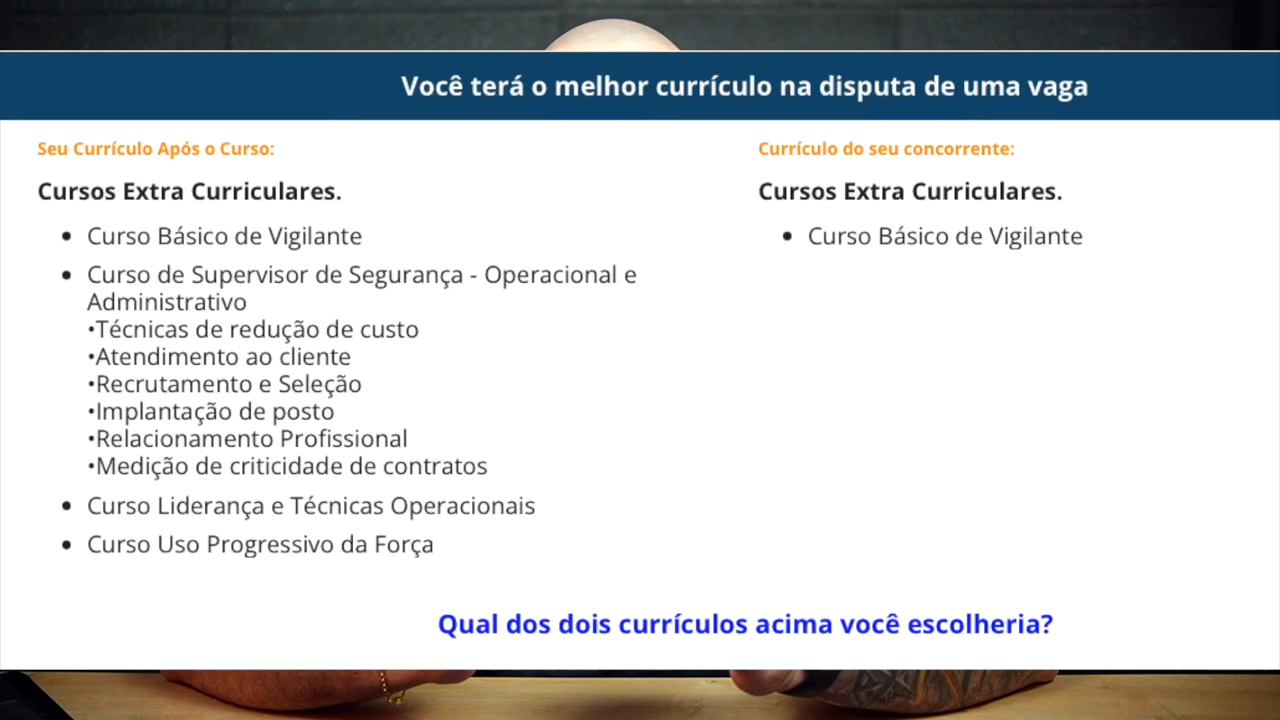 Você terá o melhor currículo na disputa de uma vaga
Seu Currículo Após o Curso:
Cursos Extra Curriculares.
• Curso Básico de Vigilante
• Curso de Supervisor de Segurança - Operacional e
Administrativo
•Técnicas de redução de custo
•Atendimento ao cliente
•Recrutamento e Seleção
•Implantação de posto
•Relacionamento Profissional
•Medição de criticidade de contratos
• Curso Liderança e Técnicas Operacionais
• Curso Uso Progressivo da Força
Currículo do seu concorrente:
Cursos Extra Curriculares.
• Curso Básico de Vigilante
Qual dos dois currículos acima você escolheria?